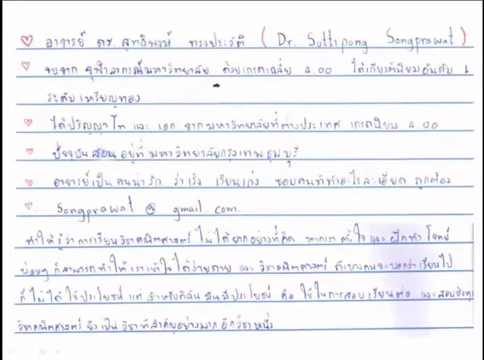 อาจารย์ ดร. สุทธิพงษ์ ทรงประวัติ (Dr. Suttipong Songprawat)
จบจาก จุฬาลงกรณ์มหาวิทยาลัย ด้วยเกรดเฉลี่ย 4.00 ได้เกียรตินิยมอันดับ 1
ระดับเหรียญทอง
ได้ปริญญาโท และ เอก จากมหาวิทยาลัยที่ต่างประเทศ เกรดนิยม 4.00
ปัจจุบันสอนอยู่ที่ มหาวิทยาลัยกรุงเทพธนบุรี
อาจารย์เป็นคนน่ารัก ร่าเริง เรียนเก่ง ชอบคนที่ทำอะไรละเอียด ถูกต้อง
Songprawat @ gmail com.
ทำให้รู้ว่าการเรียนวิชาคณิตศาสตร์ ไม่ได้ยากอย่างที่คิด หากเราตั้งใจ และ ฝึกทำ โจทย์
บ่อยๆ ก็สามารถทำให้ เราเข้าใจได้ง่ายดาย และ วิชาคณิตศาสตร์ บางคนจะบอกว่าเรียนไป
ก็ไม่ได้ใช้ประโยชน์ แต่ สำหรับดิฉัน มันมีประโยชน์ คือ ใช้ในการสอบเรียนต่อ และสอบ
วิชาคณิตศาสตร์ จึงเป็น วิชาที่สำคัญอย่างมาก อีกวิชาหนึ่ง